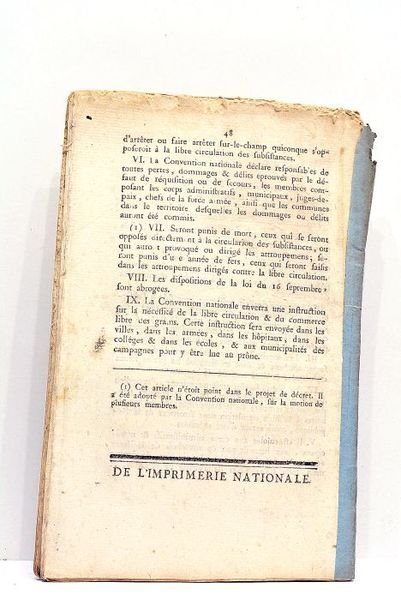 48
d'arrêter ou faire arrêter sur-le-champ quiconque s'op-
poseroit à la libre circulation des subsistances.
VI. La Convention nationale déclare responsables de
toutes pertes, dommages & délits éprouvés par le dé-
faut de réquisition ou de secours, les membres com-
posant les corps administratifs, municipaux, juges-de-
paix, chefs de la force armée, ainsi que les communes
dans le territoire desquelles les dommages ou délits
auront été commis.
(1) VII. Seront punis de mort, ceux qui se seront
opposés directement à la circulation des subsistances, ou
qui auront provoqué ou dirigé les attroupemens; se-
ront punis d'une année de fers, ceux qui seront saisis
dans les attroupemens dirigés contre la libre circulation.
VIII. Les dispositions de la loi du 16 septembre,
sont abrogées.
IX. La Convention nationale enverra une instruction
sur la nécessité de la libre circulation & du commerce
libre des grains. Cette instruction sera envoyée dans les
villes, dans les armées, dans les hôpitaux, dans les
colléges & dans les écoles, & aux municipalités des
campagnes pour y être lue au prône.
(1) Cet article n'étoit point dans le projet de décret. Il
a été adopté par la Convention nationale, sur la motion de
plusieurs membres.
DE L'IMPRIMERIE NATIONALE.